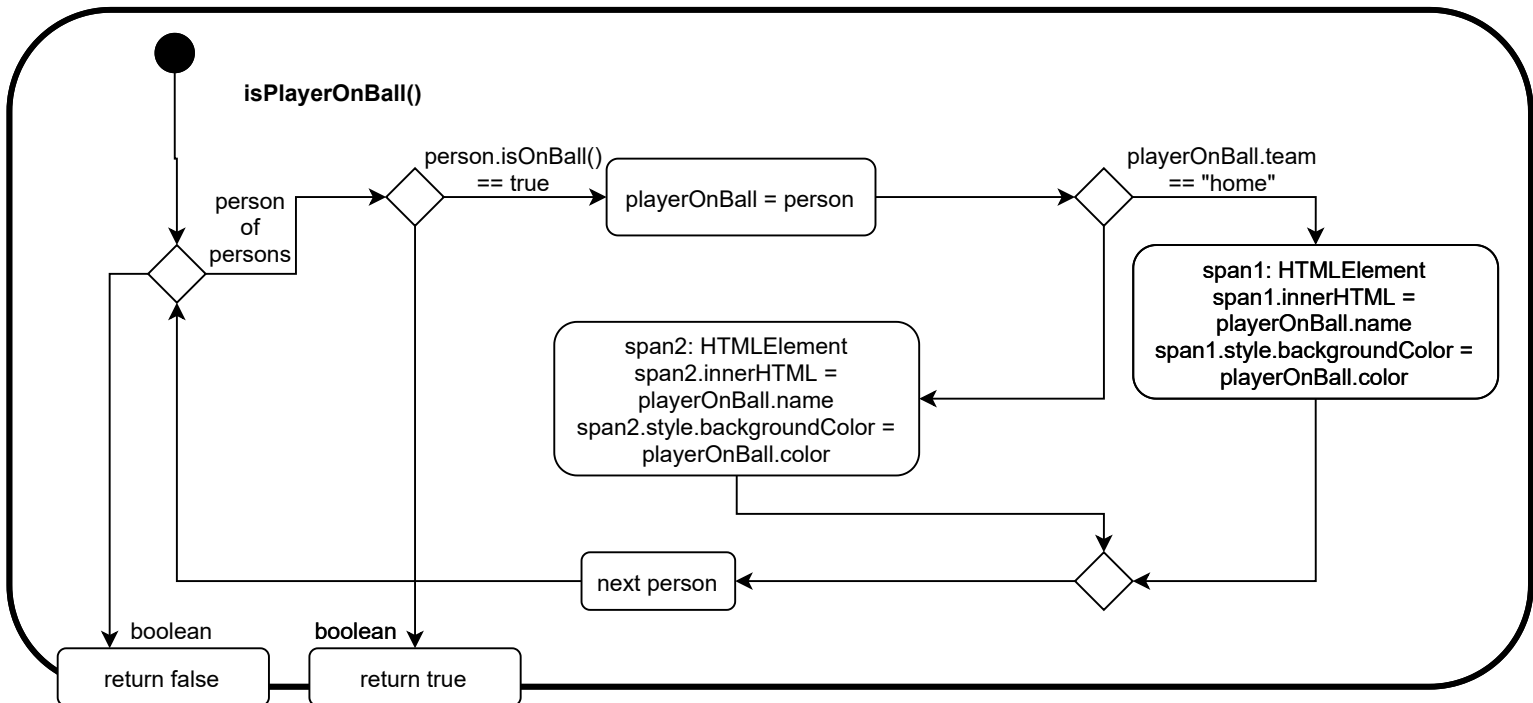 isPlayerOnBall()
person
of
persons
person.isOnBall()
== true
playerOnBall = person
playerOnBall.team
== "home"
span1: HTMLElement
span1.innerHTML =
playerOnBall.name
span1.style.backgroundColor =
playerOnBall.color
span2: HTMLElement
span2.innerHTML =
playerOnBall.name
span2.style.backgroundColor =
playerOnBall.color
next person
boolean
return false
boolean
return true